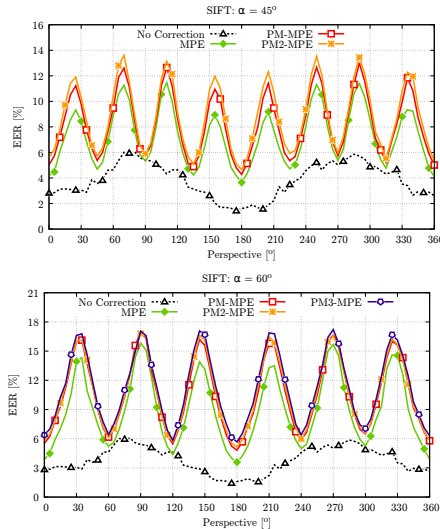 SIFT: α = 45º
No Correction
MPE
PM-MPE
PM2-MPE
EER [%]
16
14
12
10
8
6
4
2
0
0 30 60 90 120 150 180 210 240 270 300 330 360
Perspective [º]
SIFT: α = 60º
No Correction
MPE
PM-MPE
PM2-MPE
PM3-MPE
EER [%]
21
18
15
12
9
6
3
0
0 30 60 90 120 150 180 210 240 270 300 330 360
Perspective [º]